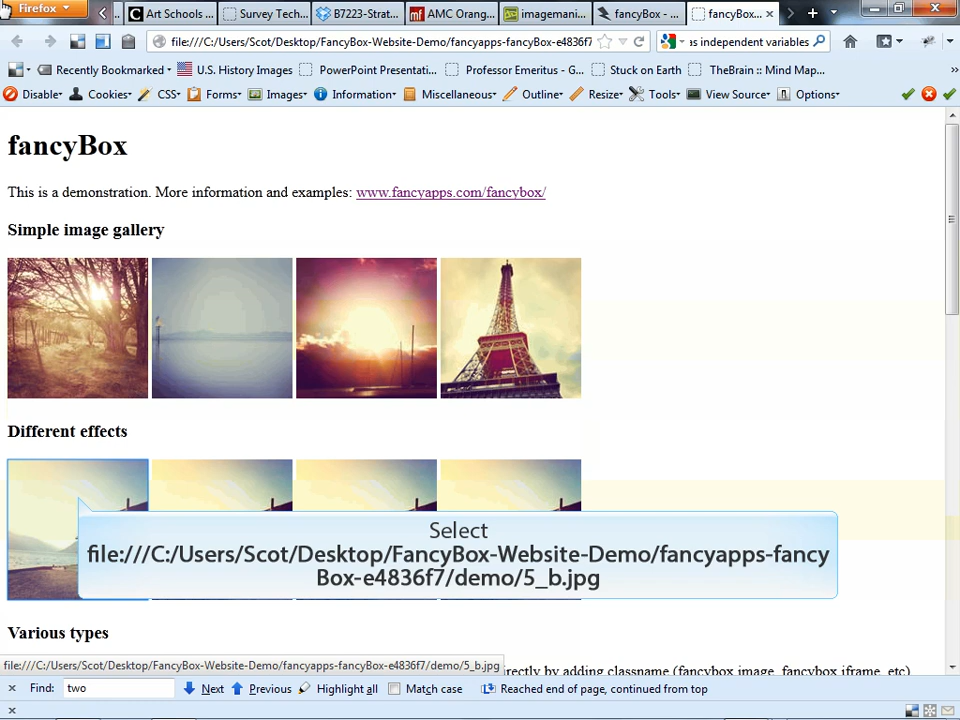 Firefox
Art Schools ...
Survey Tech...
B7223-Strat...
AMC Orang...
imagemani...
fancyBox - ...
fancyBox...
file:///C:/Users/Scot/Desktop/FancyBox-Website-Demo/fancyapps-fancyBox-e4836f7
as independent variables
Recently Bookmarked
U.S. History Images
PowerPoint Presentati...
Professor Emeritus - G...
Stuck on Earth
TheBrain :: Mind Map...
Disable
Cookies
CSS
Forms
Images
Information
Miscellaneous
Outline
Resize
Tools
View Source
Options
fancyBox
This is a demonstration. More information and examples: www.fancyapps.com/fancybox/
Simple image gallery
Different effects
Select
file:///C:/Users/Scot/Desktop/FancyBox-Website-Demo/fancyapps-fancy
Box-e4836f7/demo/5_b.jpg
Various types
file:///C:/Users/Scot/Desktop/FancyBox-Website-Demo/fancyapps-fancyBox-e4836f7/demo/5_b.jpg
directly by adding classname (fancybox.image, fancybox.iframe, etc)
Find: two
Next
Previous
Highlight all
Match case
Reached end of page, continued from top